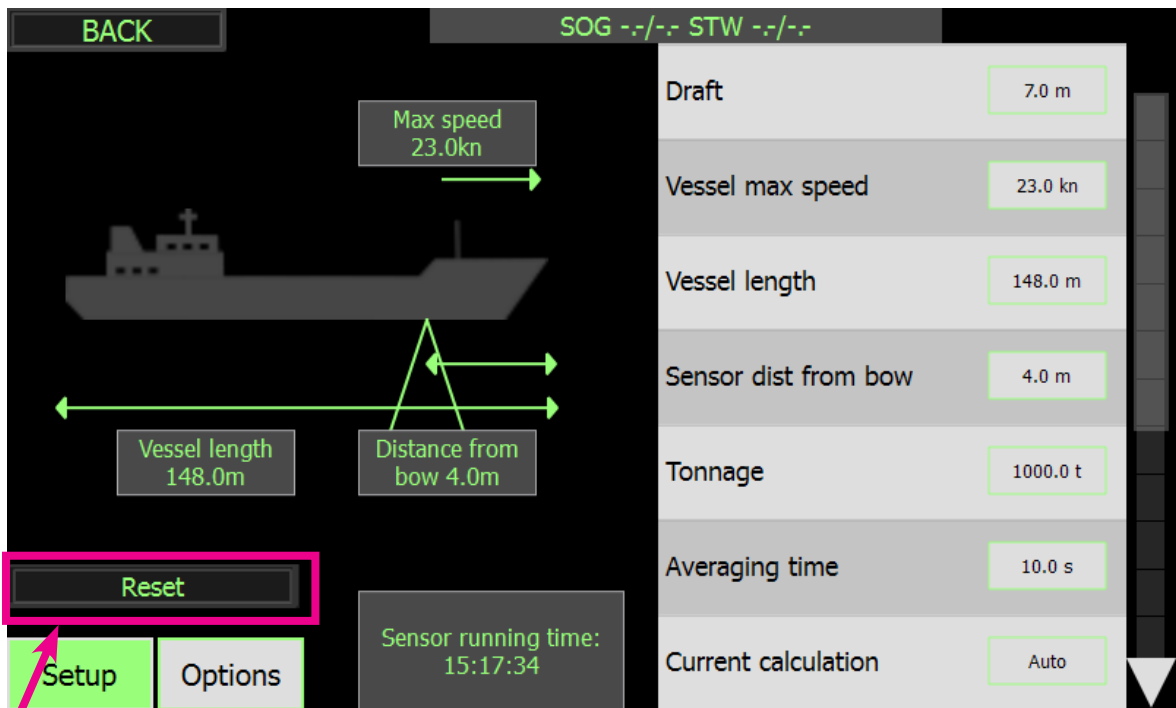 BACK
SOG -.-/-.- STW -.-/-.-
Max speed
23.0kn
Vessel length
148.0m
Distance from
bow 4.0m
Reset
Setup
Options
Sensor running time:
15:17:34
Draft
7.0 m
Vessel max speed
23.0 kn
Vessel length
148.0 m
Sensor dist from bow
4.0 m
Tonnage
1000.0 t
Averaging time
10.0 s
Current calculation
Auto